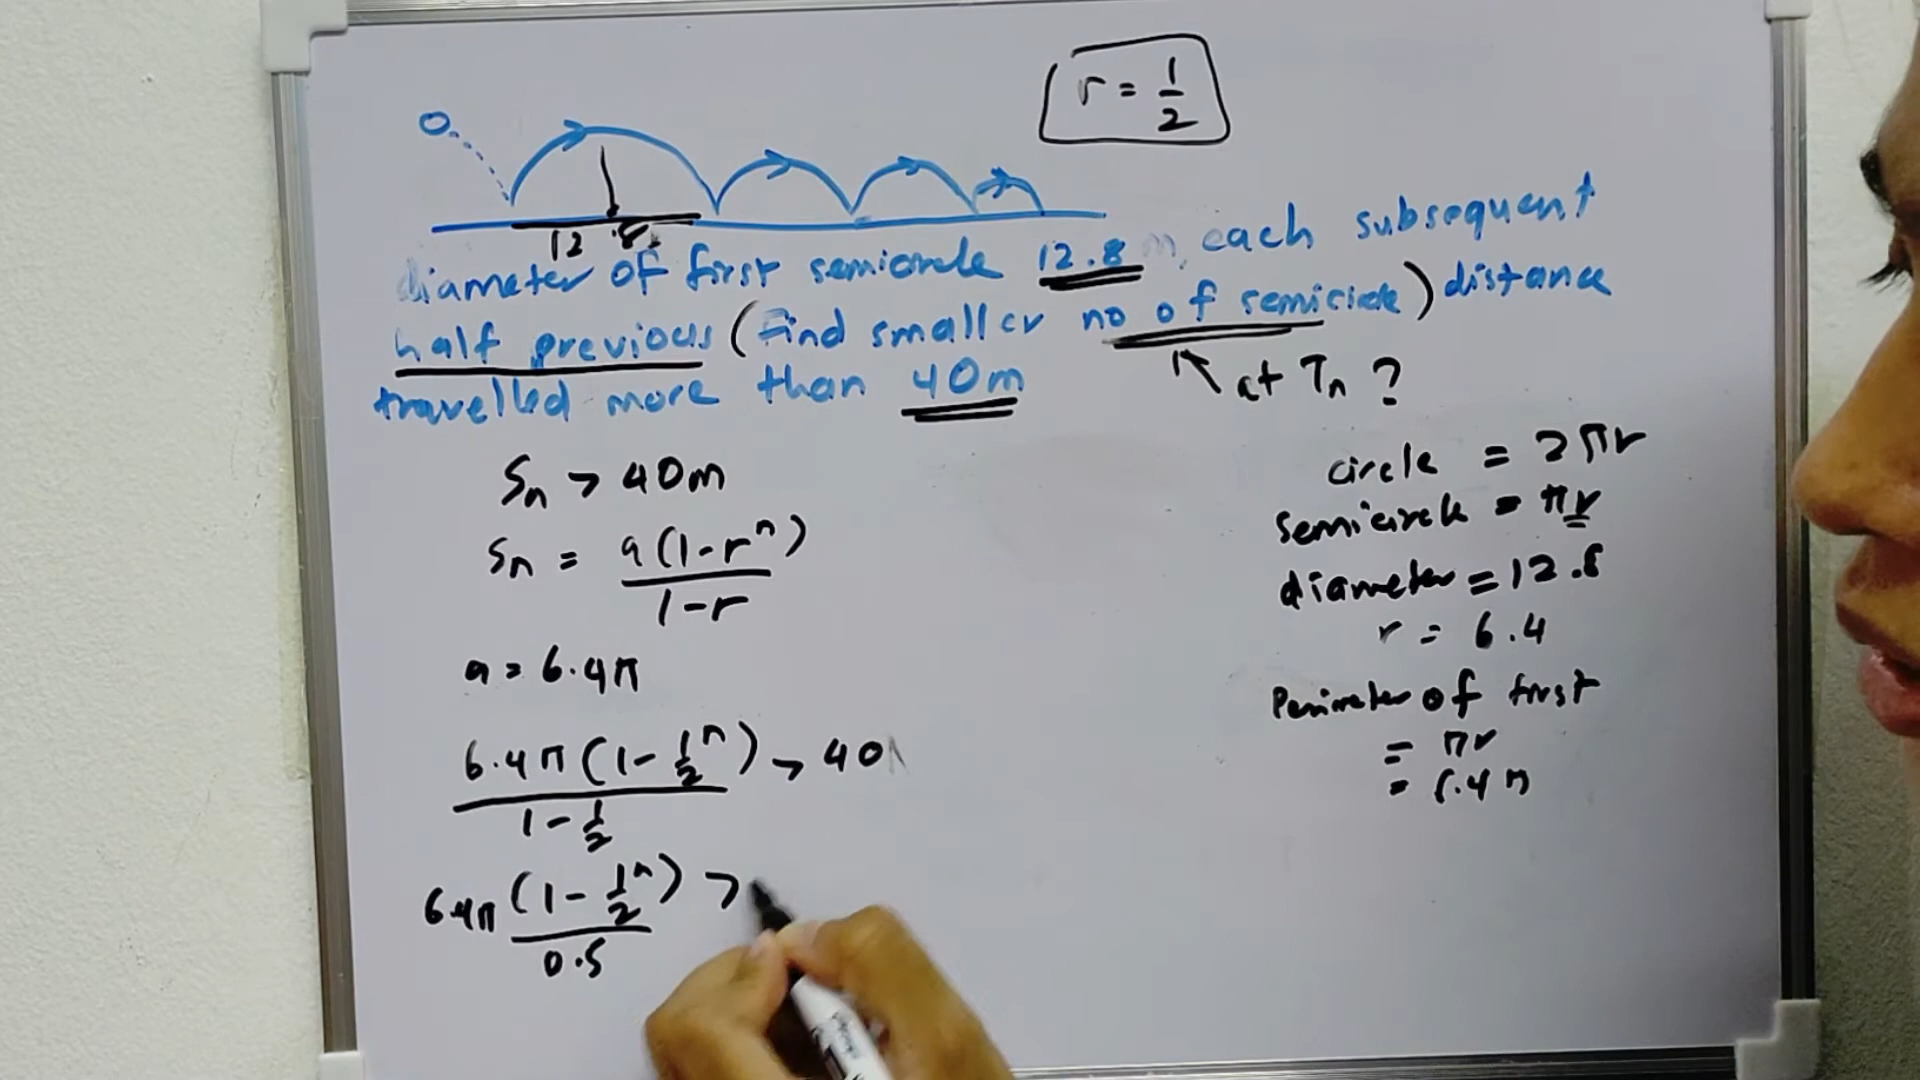 r = 1/2
12.8
diameter of first semicircle 12.8 m, each subsequent
half previous (Find smaller no of semicircle) distance
travelled more than 40m
at Tn ?
Sn > 40m
Sn = a(1-r^n) / 1-r
a = 6.4π
6.4π(1-1/2^n) / 1-1/2 > 40
6.4π (1-1/2^n) / 0.5 >
circle = 2πr
semicircle = πr
diameter = 12.8
r = 6.4
Perimeter of first
= πr
= 6.4π